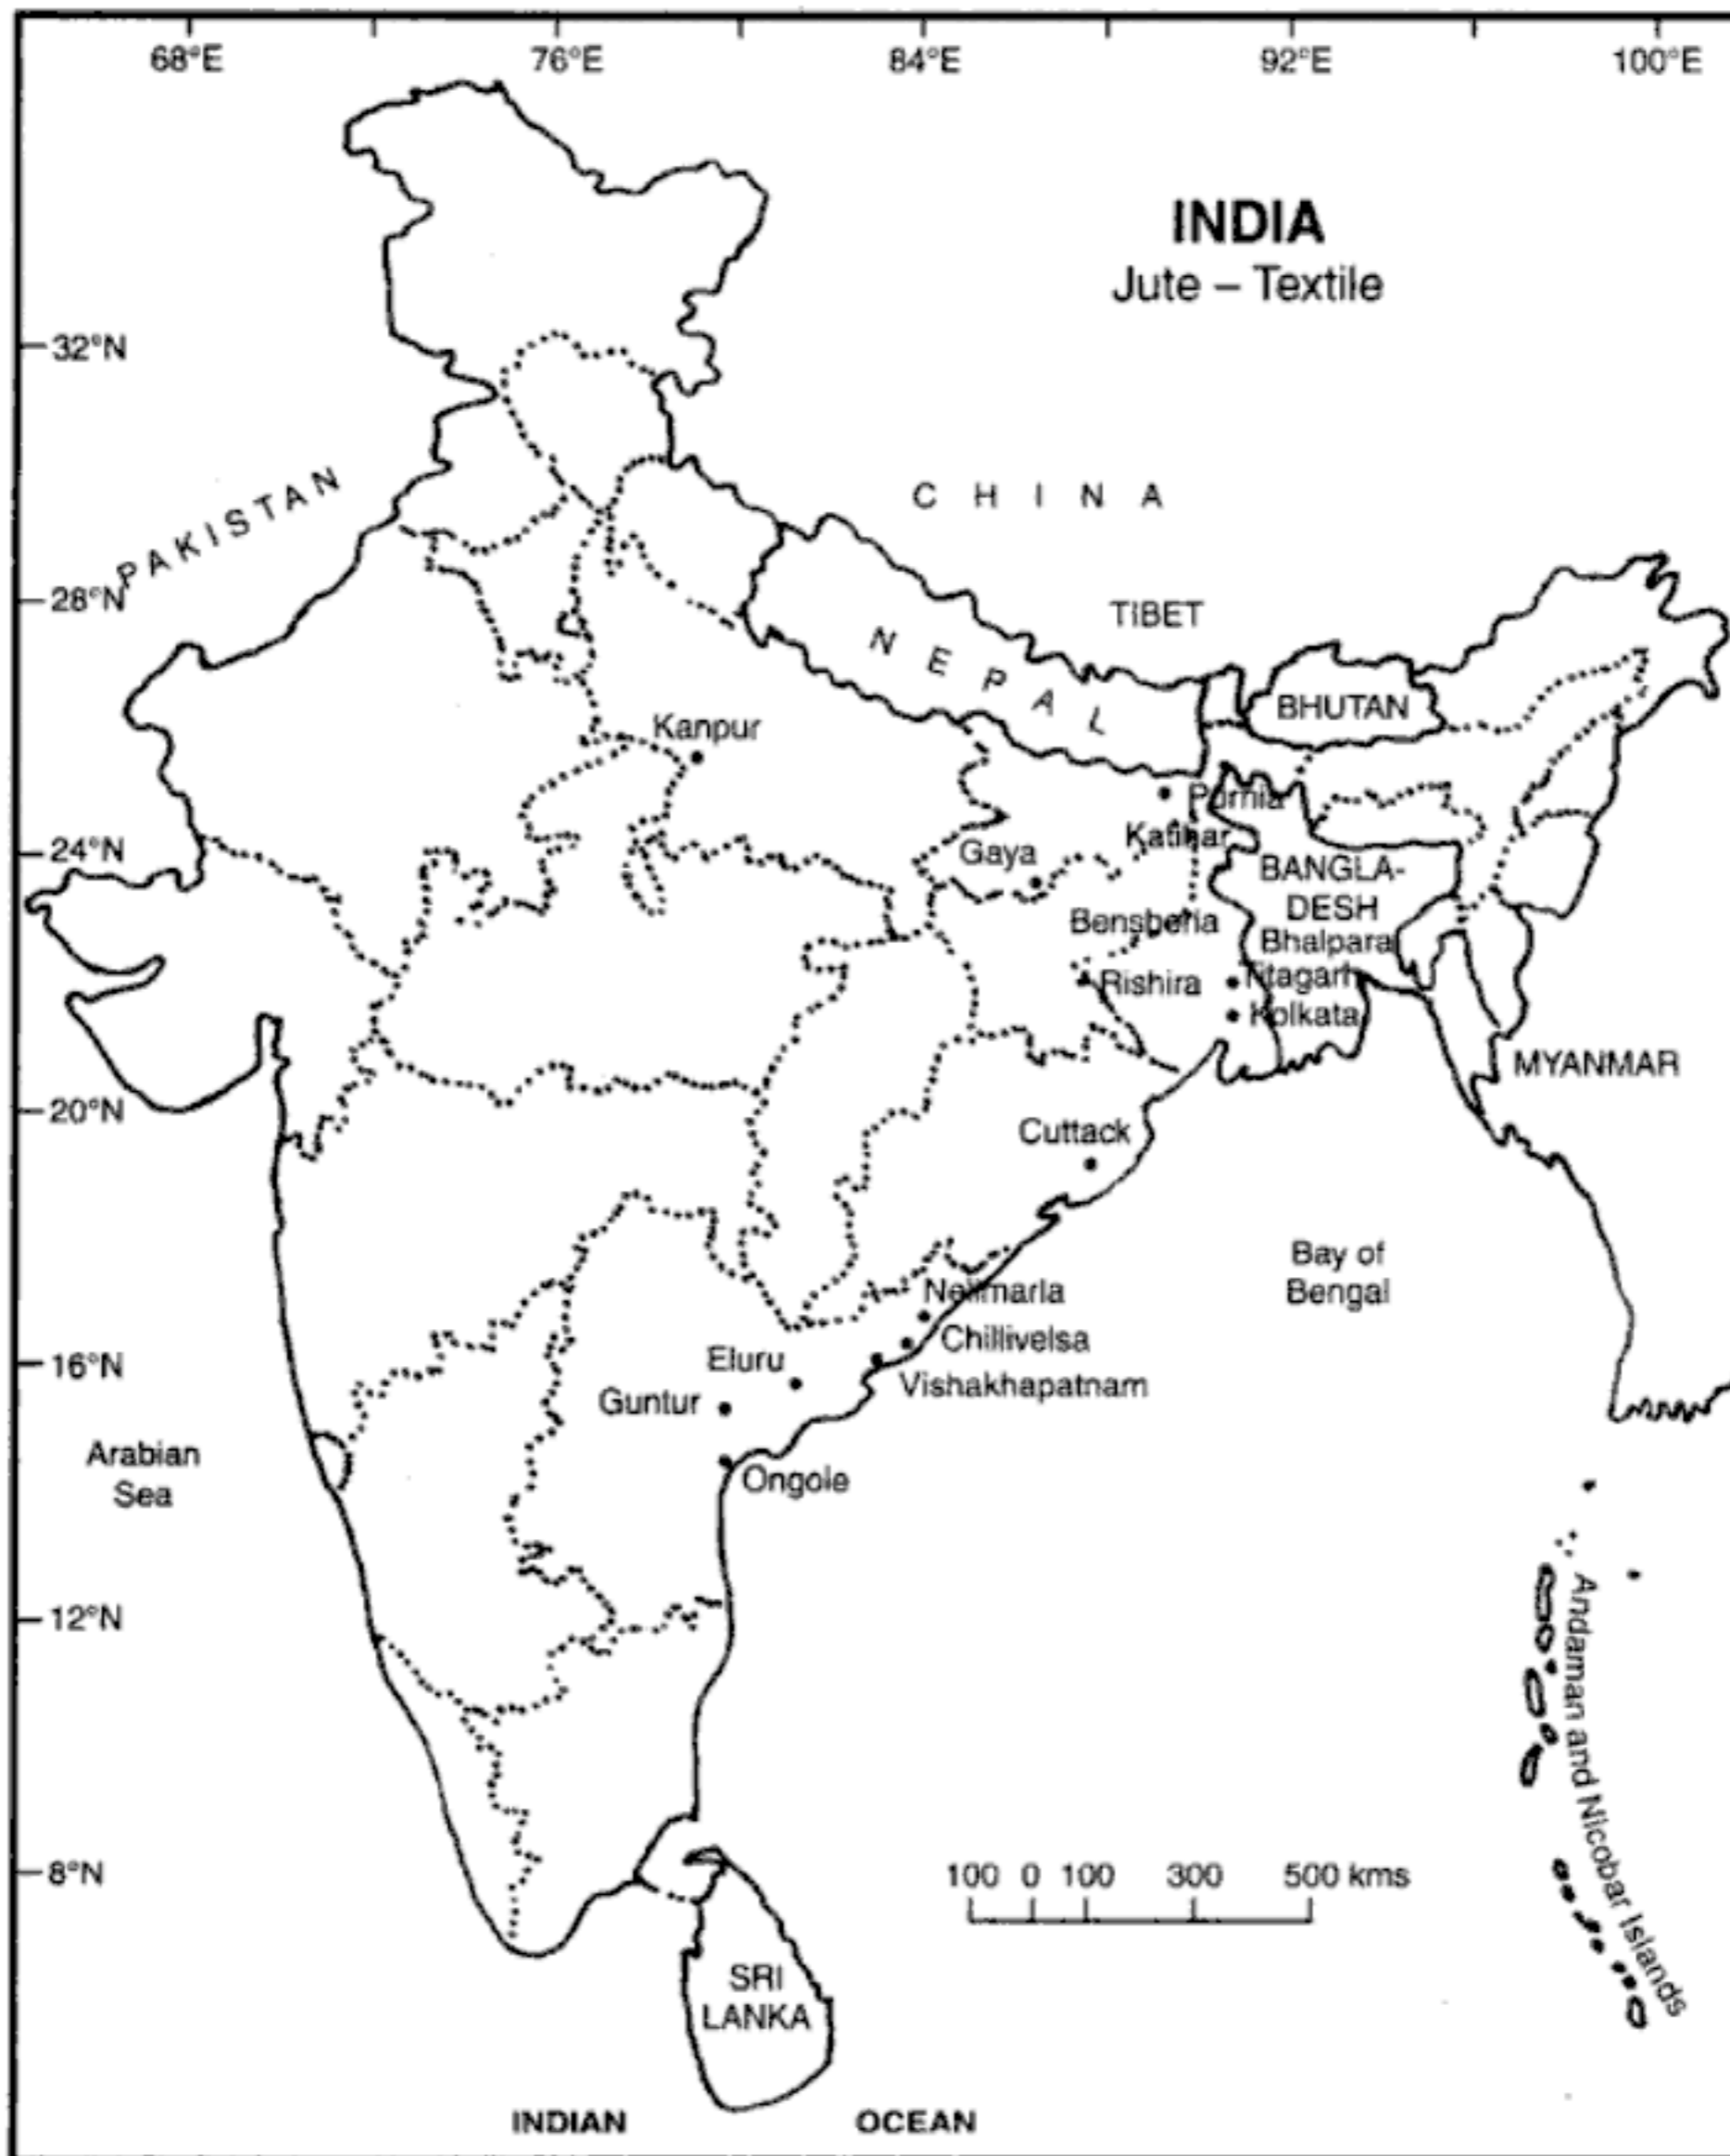 68°E 76°E 84°E 92°E 100°E
INDIA
Jute – Textile
32°N
PAKISTAN
CHINA
28°N
TIBET
NEPAL
BHUTAN
Kanpur
Purnia
Katihar
24°N
Gaya
BANGLA-
DESH
Bensberia
Bhalpara
Rishira
Titagarh
Kolkata
MYANMAR
20°N
Cuttack
Bay of
Bengal
Nellmarla
Chillivelsa
16°N
Eluru
Vishakhapatnam
Guntur
Arabian
Sea
Ongole
12°N
Andaman and Nicobar Islands
8°N
100 0 100 300 500 kms
SRI
LANKA
INDIAN OCEAN